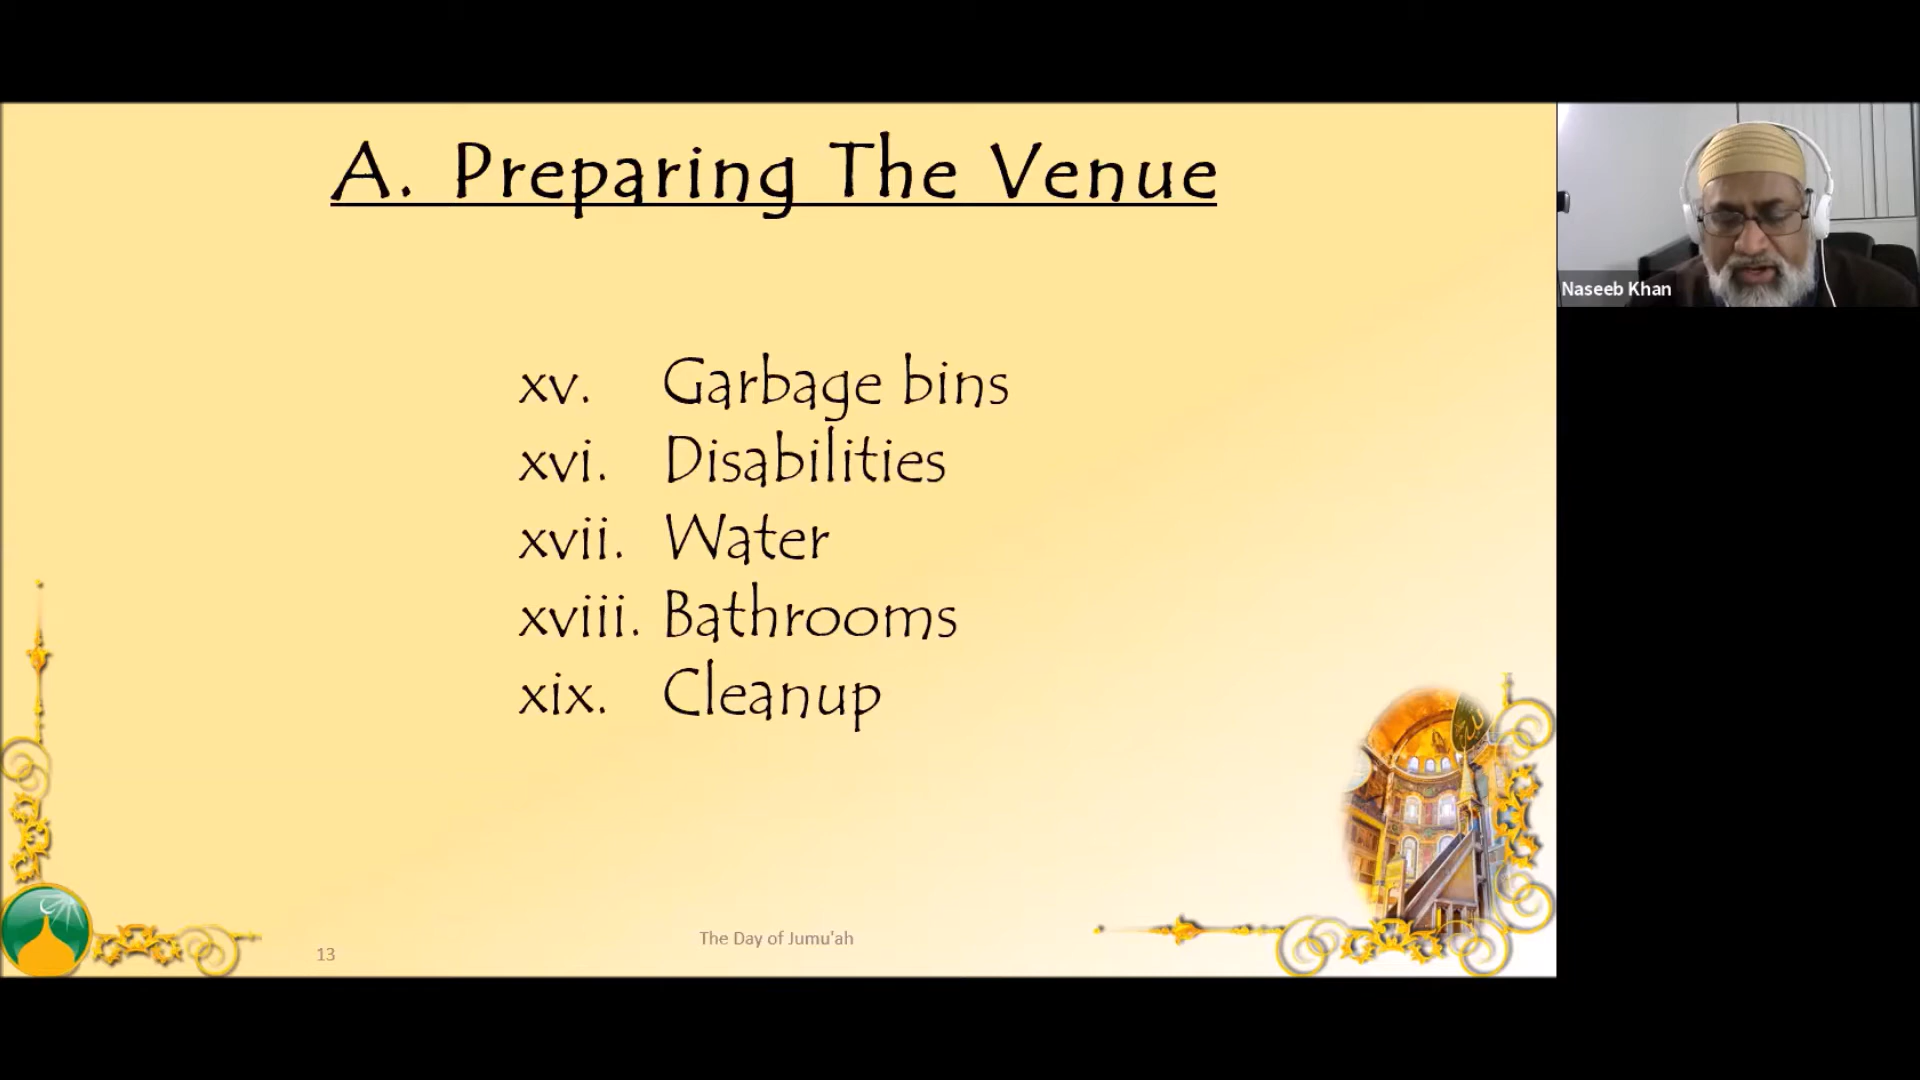 A. Preparing The Venue
xv. Garbage bins
xvi. Disabilities
xvii. Water
xviii. Bathrooms
xix. Cleanup
The Day of Jumu'ah
13
Naseeb Khan